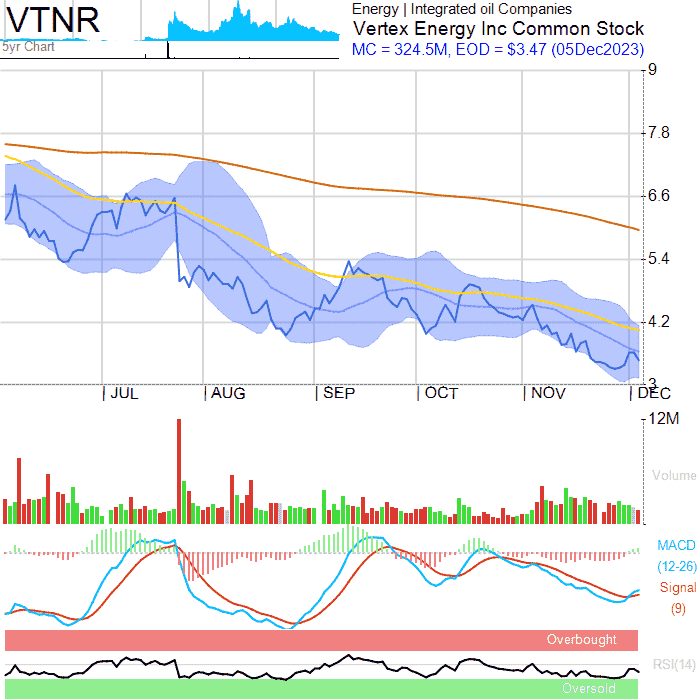 VTNR
5yr Chart
Energy | Integrated oil Companies
Vertex Energy Inc Common Stock
MC = 324.5M, EOD = $3.47 (05Dec2023)
9
7.8
6.6
5.4
4.2
3
JUL AUG SEP OCT NOV DEC
12M
Volume
MACD
(12-26)
Signal
(9)
Overbought
RSI(14)
Oversold